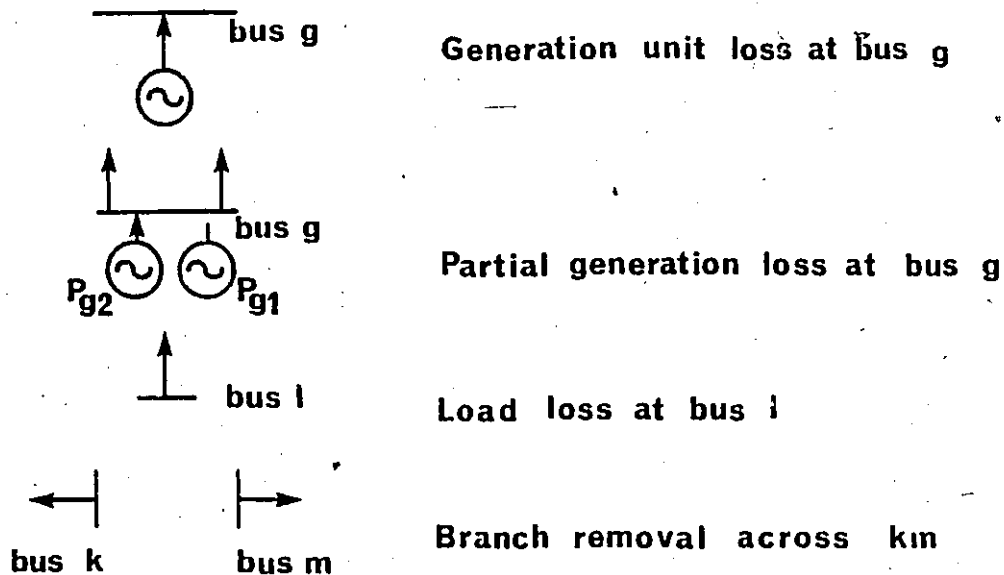 bus g
Generation unit loss at bus g
bus g
Pg2
Pg1
Partial generation loss at bus g
bus l
Load loss at bus l
bus k
bus m
Branch removal across km